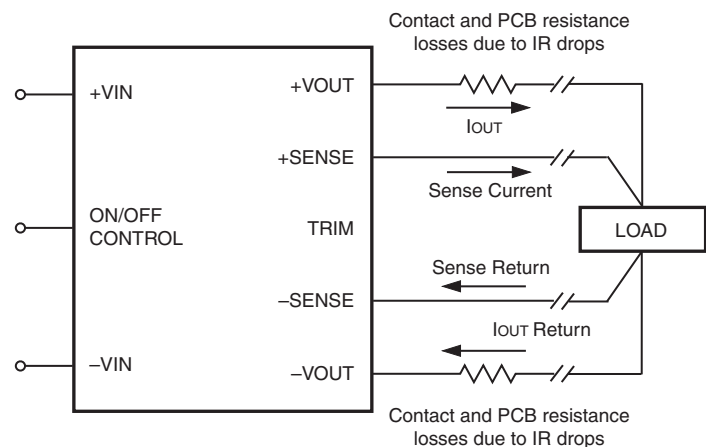 Contact and PCB resistance
losses due to IR drops
+VOUT
+VIN
IOUT
+SENSE
Sense Current
ON/OFF
CONTROL
TRIM
LOAD
Sense Return
–SENSE
IOUT Return
–VIN
–VOUT
Contact and PCB resistance
losses due to IR drops